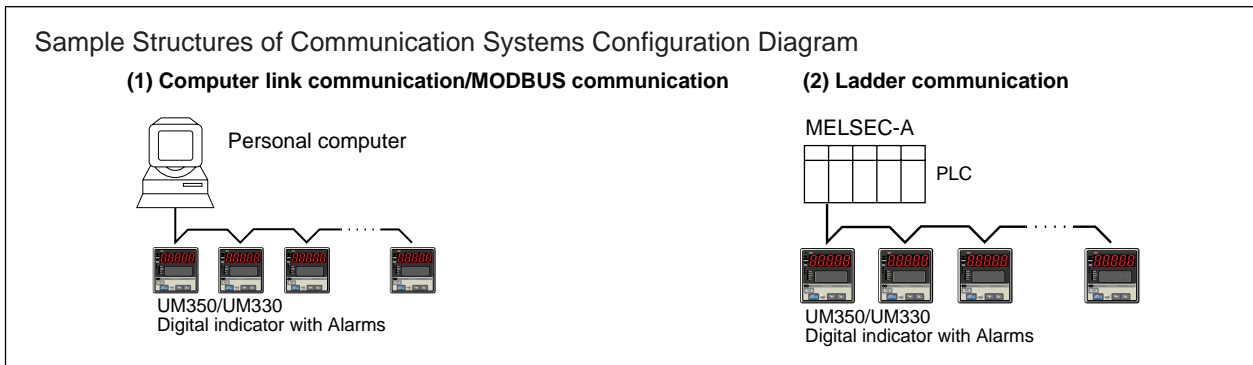 Sample Structures of Communication Systems Configuration Diagram
(1) Computer link communication/MODBUS communication
Personal computer
UM350/UM330
Digital indicator with Alarms
(2) Ladder communication
MELSEC-A
PLC
UM350/UM330
Digital indicator with Alarms